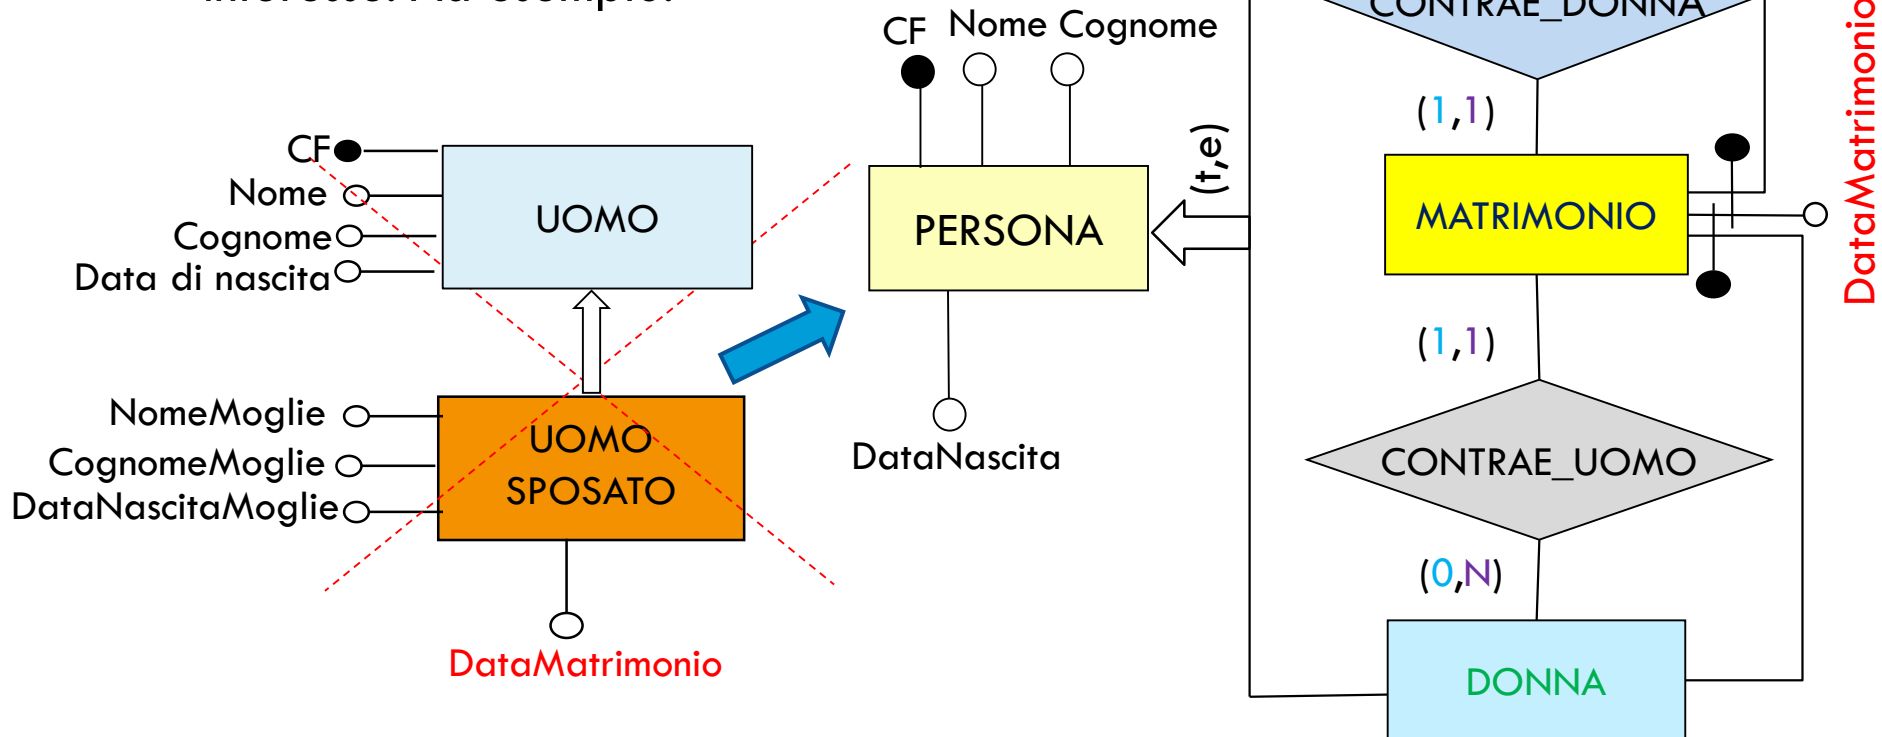 CONTRAE_DONNA
CF
Nome Cognome
DataMatrimonio
(1,1)
(t,e)
CF
Nome
Cognome
Data di nascita
UOMO
PERSONA
MATRIMONIO
(1,1)
NomeMoglie
CognomeMoglie
DataNascitaMoglie
UOMO
SPOSATO
DataNascita
CONTRAE_UOMO
(0,N)
DataMatrimonio
DONNA